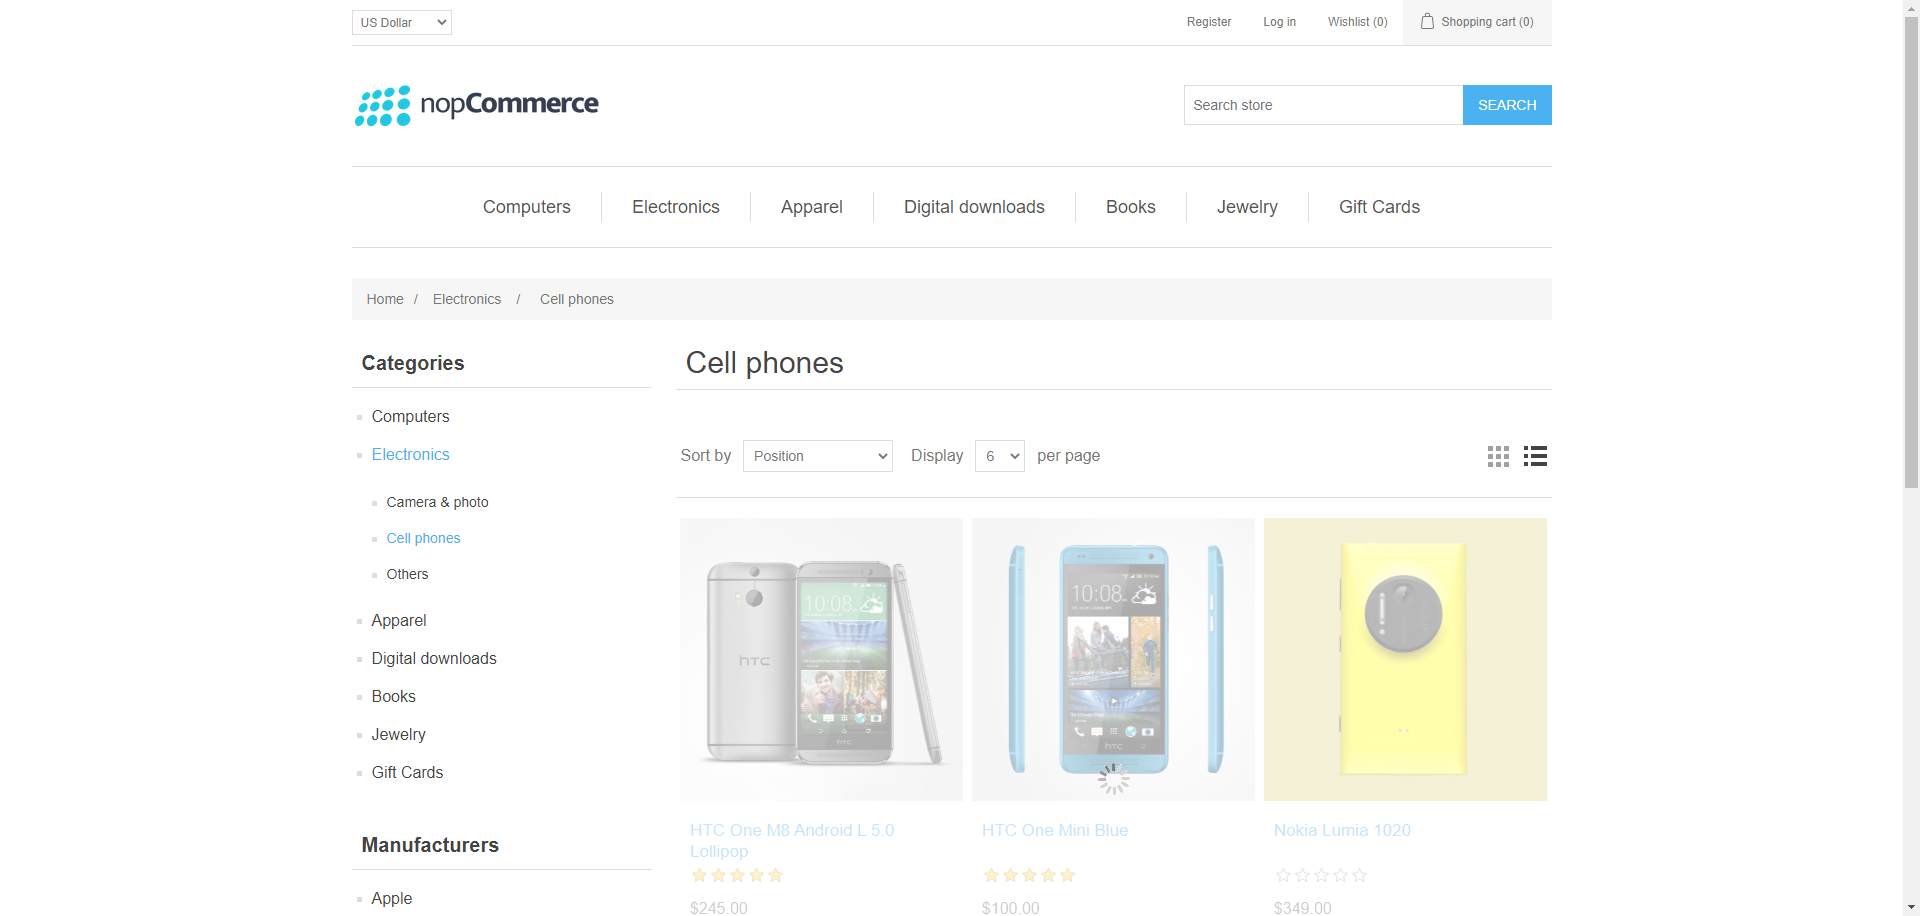 US Dollar
Register
Log in
Wishlist (0)
Shopping cart (0)
nopCommerce
Search store
SEARCH
Computers
Electronics
Apparel
Digital downloads
Books
Jewelry
Gift Cards
Home / Electronics / Cell phones
Categories
Computers
Electronics
Camera & photo
Cell phones
Others
Apparel
Digital downloads
Books
Jewelry
Gift Cards
Manufacturers
Apple
Cell phones
Sort by Position Display 6 per page
hTC
10:08
hTC
10:08
hTC
HTC One M8 Android L 5.0
Lollipop
$245.00
HTC One Mini Blue
$100.00
Nokia Lumia 1020
$349.00